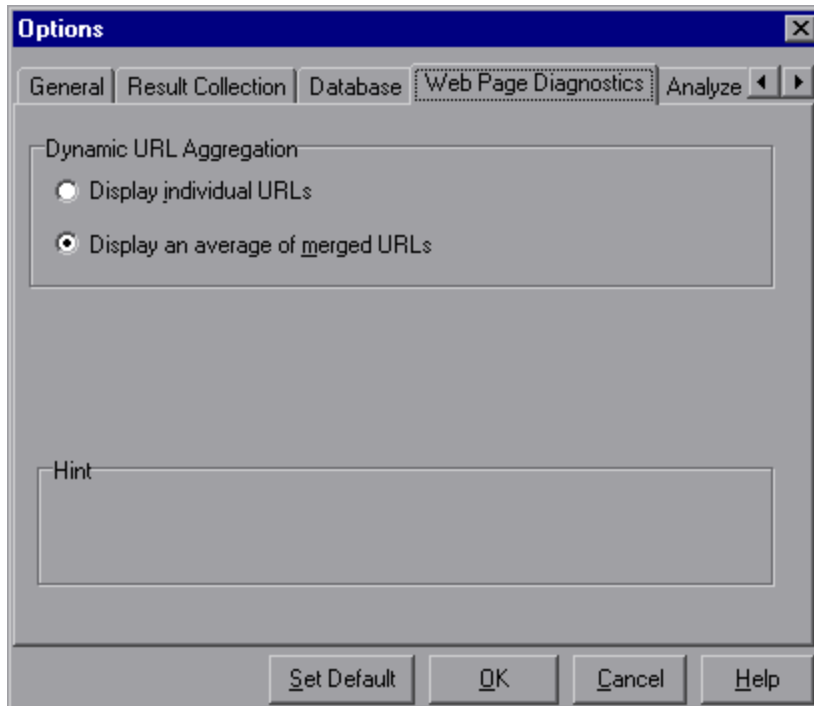 Options
General Result Collection Database Web Page Diagnostics Analyze
Dynamic URL Aggregation
Display individual URLs
Display an average of merged URLs
Hint
Set Default OK Cancel Help